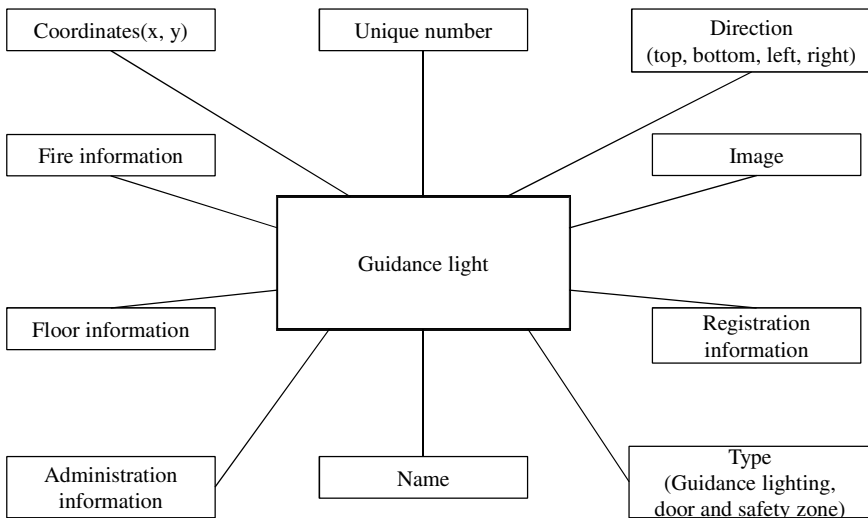 Coordinates(x, y)
Unique number
Direction
(top, bottom, left, right)
Fire information
Image
Guidance light
Floor information
Registration
information
Administration
information
Name
Type
(Guidance lighting,
door and safety zone)